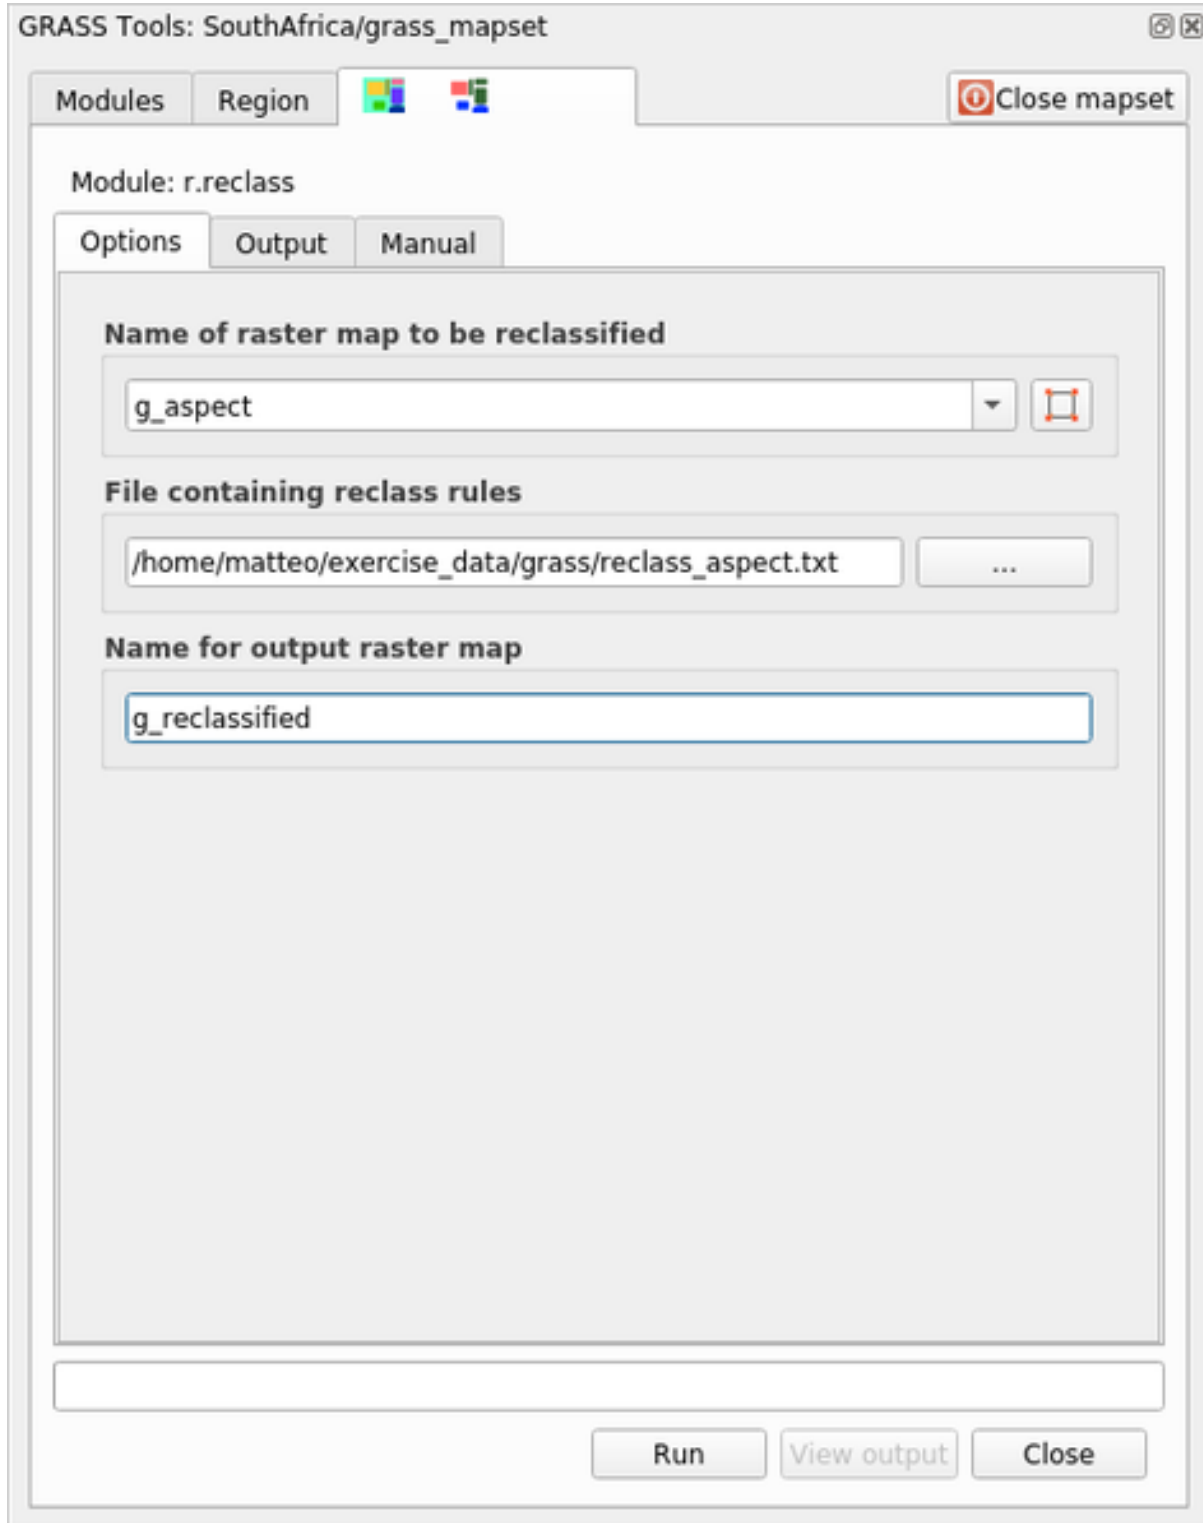 GRASS Tools: SouthAfrica/grass_mapset
Modules Region Close mapset
Module: r.reclass
Options Output Manual
Name of raster map to be reclassified
g_aspect
File containing reclass rules
/home/matteo/exercise_data/grass/reclass_aspect.txt ...
Name for output raster map
g_reclassified
Run View output Close